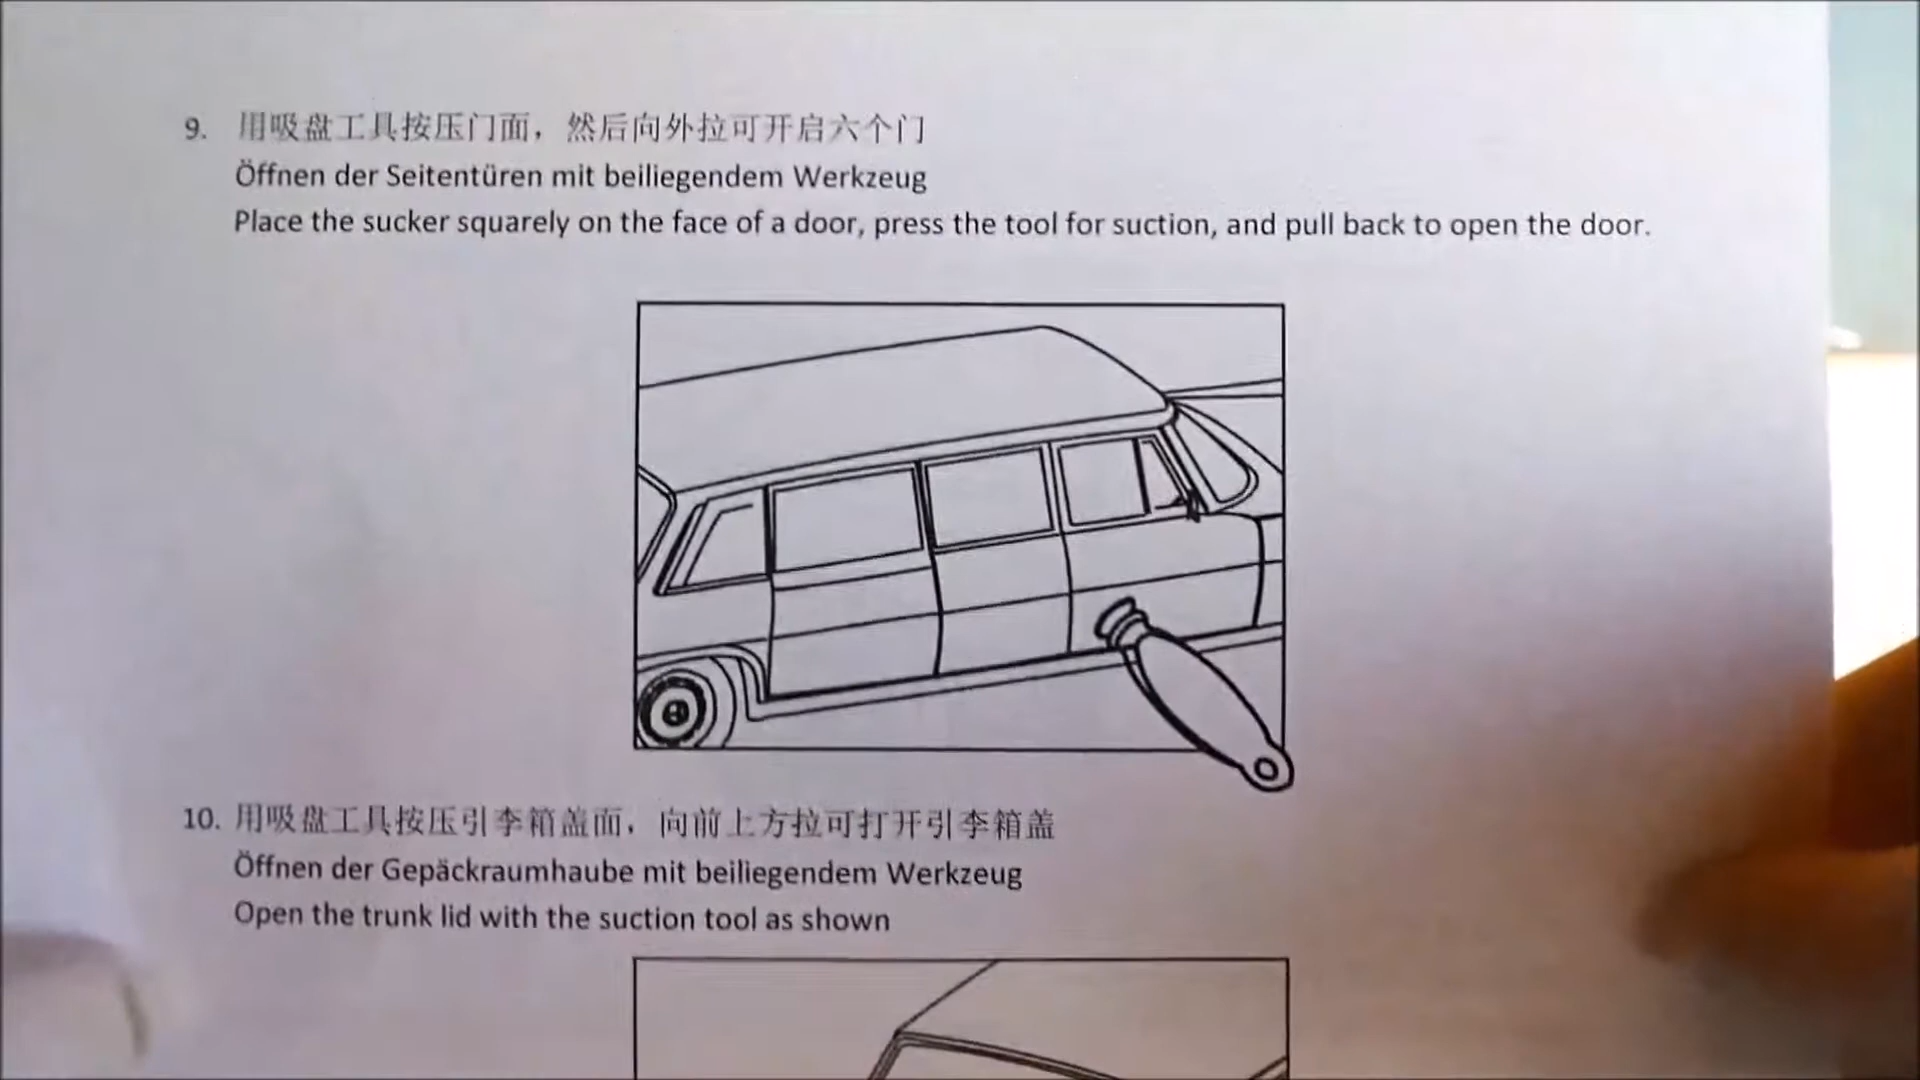 9. 用吸盘工具按压门面，然后向外拉可开启六个门
Öffnen der Seitentüren mit beiliegendem Werkzeug
Place the sucker squarely on the face of a door, press the tool for suction, and pull back to open the door.
10. 用吸盘工具按压引李箱盖面，向前上方拉可打开引李箱盖
Öffnen der Gepäckraumhaube mit beiliegendem Werkzeug
Open the trunk lid with the suction tool as shown